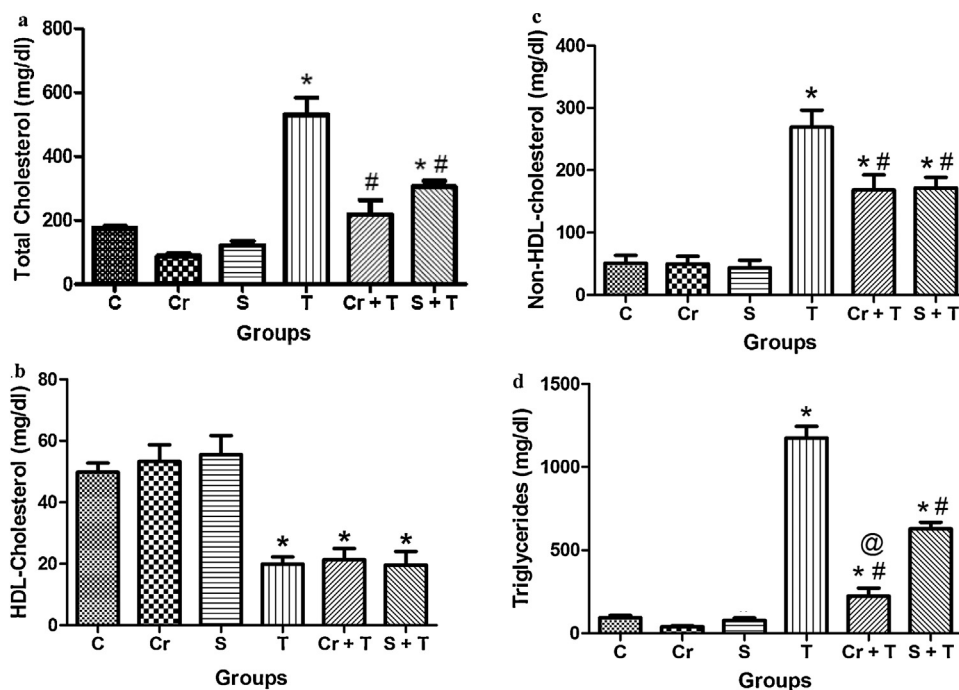 a
Total Cholesterol (mg/dl)
800
600
400
200
0
*
#
* #
C Cr S T Cr + T S + T
Groups
.b
HDL-Cholesterol (mg/dl)
80
60
40
20
0
* * *
C Cr S T Cr + T S + T
Groups
c
Non-HDL-cholesterol (mg/dl)
400
300
200
100
0
*
* # * #
C Cr S T Cr + T S + T
Groups
d
Triglycerides (mg/dl)
1500
1000
500
0
*
@
* #
* #
C Cr S T Cr + T S + T
Groups